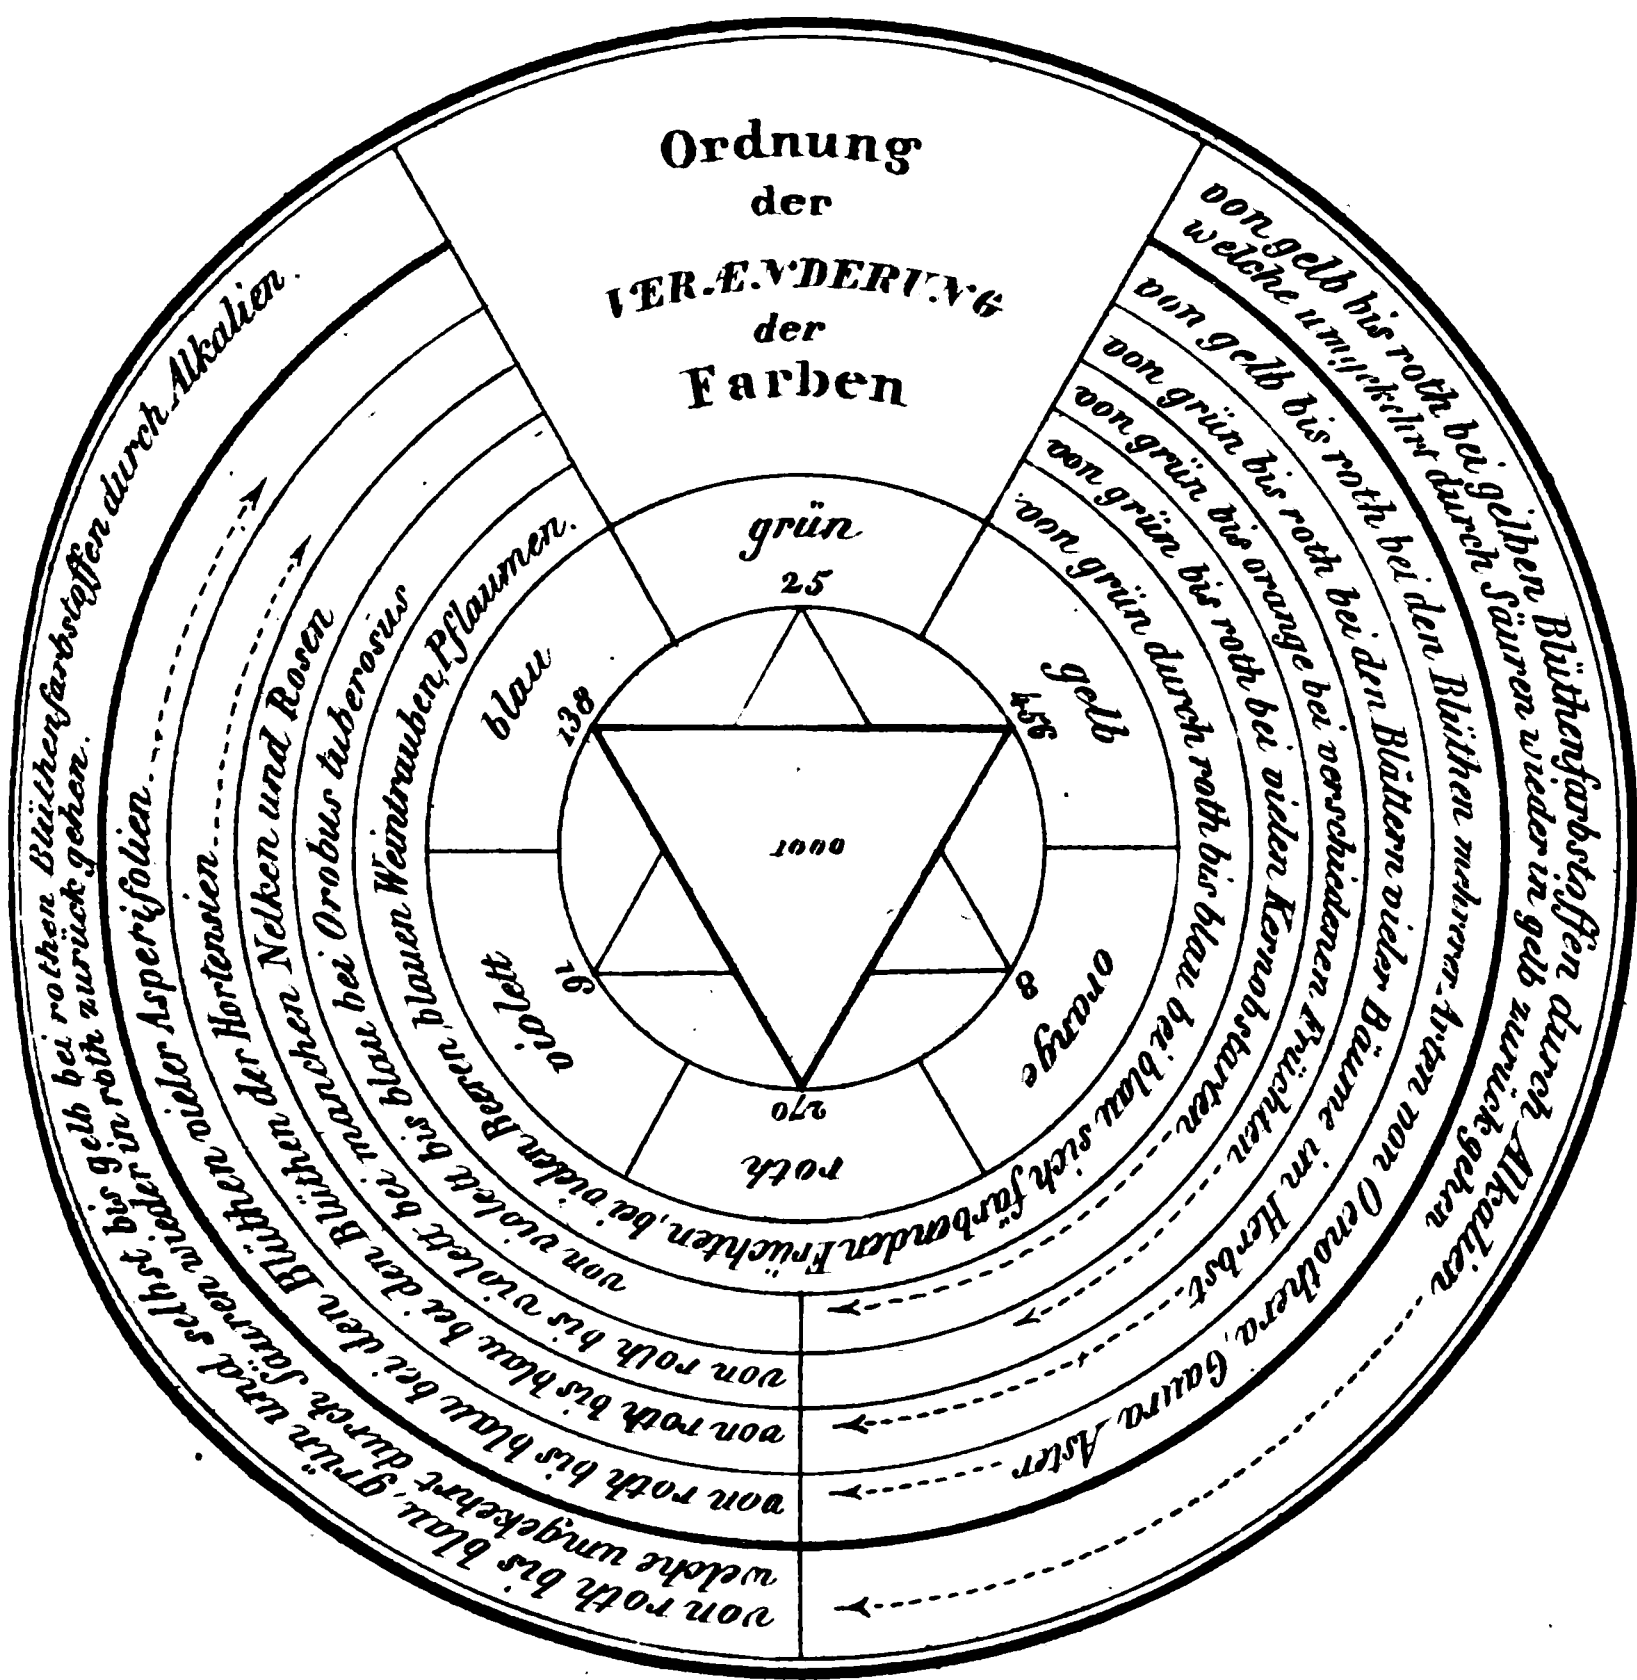 Ordnung
der
VERÆNDERUNG
der
Farben
grün
25
gelb
456
orange
8
roth
270
violett
91
blau
138
1000
von gelb bis roth bei gelben Blüthenfarbstoffen durch Alkalien
welche umgekehrt durch Säuren wieder in gelb zurück gehen
von gelb bis roth bei den Blüthen mehrerer Arten von Oenothera, Gaura, Aster
von grün bis roth bei den Blättern vieler Bäume im Herbst.
von grün bis orange bei verschiedenen Früchten
von grün bis roth bei vielen Kernobstarten
von grün durch roth bis blau bei blau sich färbenden Früchten, bei vielen Beeren, blauen Weintrauben, Pflaumen.
von violett bis blau bei Orobus tuberosus
von roth bis violett bei manchen Nelken und Rosen
von roth bis blau bei den Blüthen der Hortensien
von roth bis blau bei den Blüthen vieler Asperifolien
von roth bis blau, grün und selbst bis gelb bei rothen Blüthenfarbstoffen durch Alkalien.
welche umgekehrt durch Säuren wieder in roth zurück gehen.